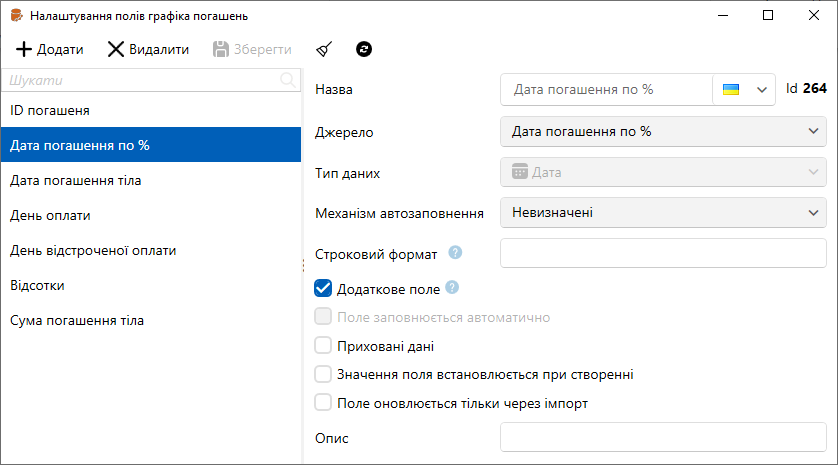 Налаштування полів графіка погашень
Додати Видалити Зберегти
Шукати
ID погашеня
Дата погашення по %
Дата погашення тіла
День оплати
День відстроченої оплати
Відсотки
Сума погашення тіла
Назва Дата погашення по % Id 264
Джерело Дата погашення по %
Тип даних Дата
Механізм автозаповнення Невизначені
Строковий формат ?
Додаткове поле ?
Поле заповнюється автоматично
Приховані дані
Значення поля встановлюється при створенні
Поле оновлюється тільки через імпорт
Опис